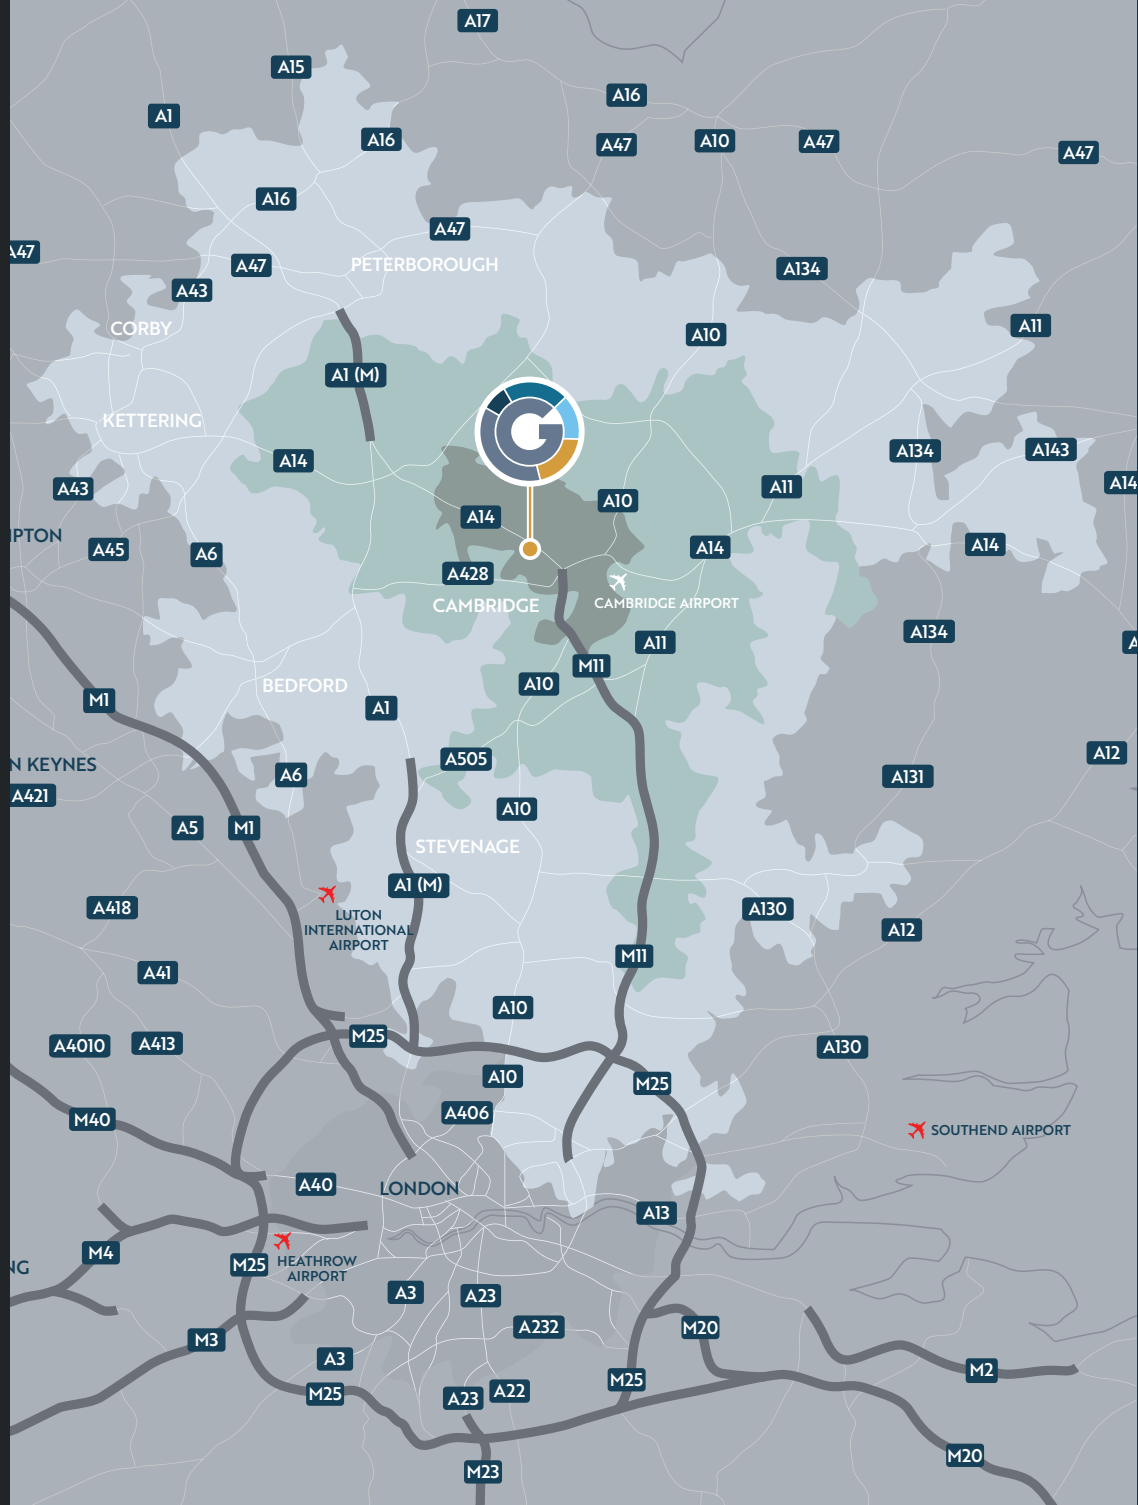 A17
A15
A16
A1
A16
A47
A10
A47
A47
A16
A47
A47
A47
PETERBOROUGH
A134
A43
CORBY
A11
A10
A1 (M)
KETTERING
A134
A143
A14
A43
A11
A14
A10
A14
IPTON
A45
A6
A14
A14
A428
CAMBRIDGE
CAMBRIDGE AIRPORT
A134
A11
M11
A10
BEDFORD
M1
A1
A12
A505
N KEYNES
A6
A131
A421
A10
A5
M1
STEVENAGE
A1 (M)
A418
LUTON
INTERNATIONAL
AIRPORT
A130
A12
M11
A41
A10
M25
A4010
A413
A130
A10
M25
A406
M40
SOUTHEND AIRPORT
A40
LONDON
A13
M4
HEATHROW
AIRPORT
M25
NG
A3
A23
A232
M20
M3
A3
M2
M25
M25
A23
A22
M20
M23